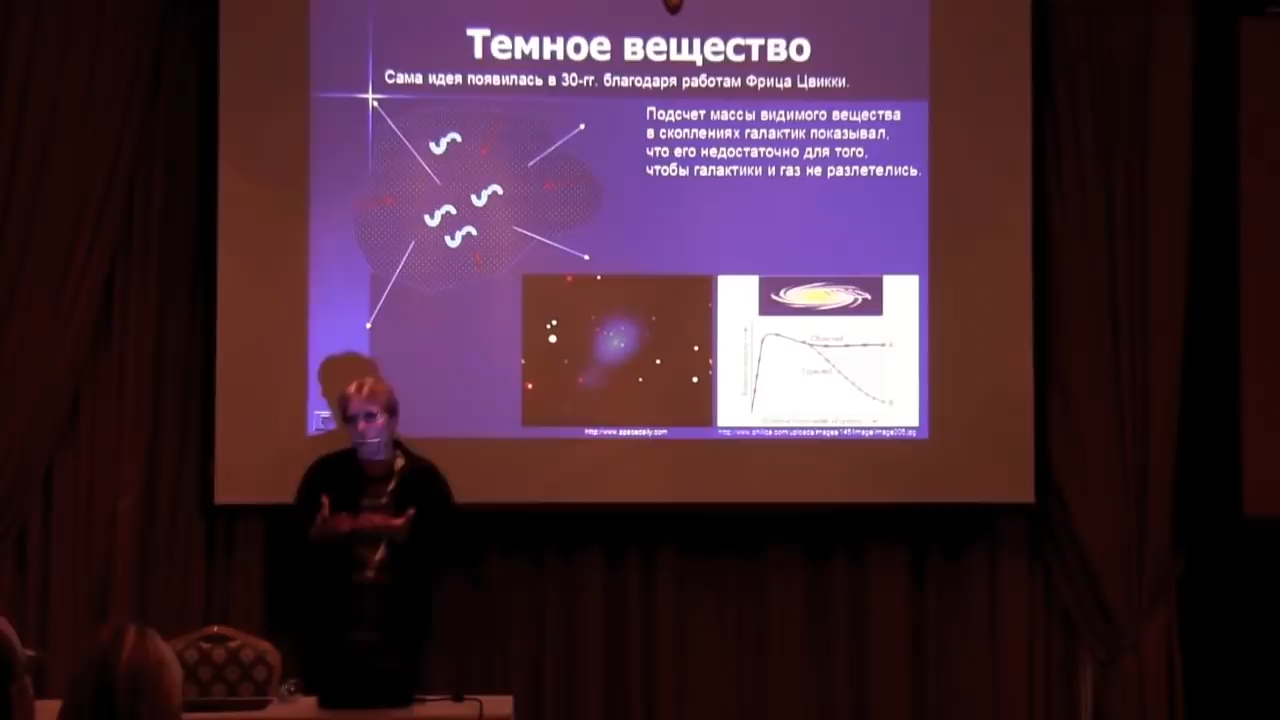 Темное вещество
Сама идея появилась в 30-гг. благодаря работам Фрица Цвикки.
Подсчет массы видимого вещества
в скоплениях галактик показывал,
что его недостаточно для того,
чтобы галактики и газ не разлетелись.
Observed
Expected
A
B
http://www.spacedaily.com